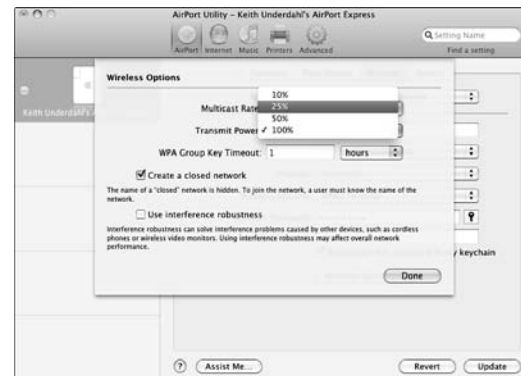 AirPort Utility – Keith Underdahl's AirPort Express
AirPort Internet Music Printers Advanced
Setting Name
Find a setting
Keith Underdahl's
Wireless Options
Multicast Rate
10%
25%
50%
Transmit Power ✓ 100%
WPA Group Key Timeout: 1 hours
Create a closed network
The name of a "closed" network is hidden. To join the network, a user must know the name of the
network.
Use interference robustness
Interference robustness can solve interference problems caused by other devices, such as cordless
phones or wireless video monitors. Using interference robustness may affect overall network
performance.
keychain
Done
? Assist Me... Revert Update